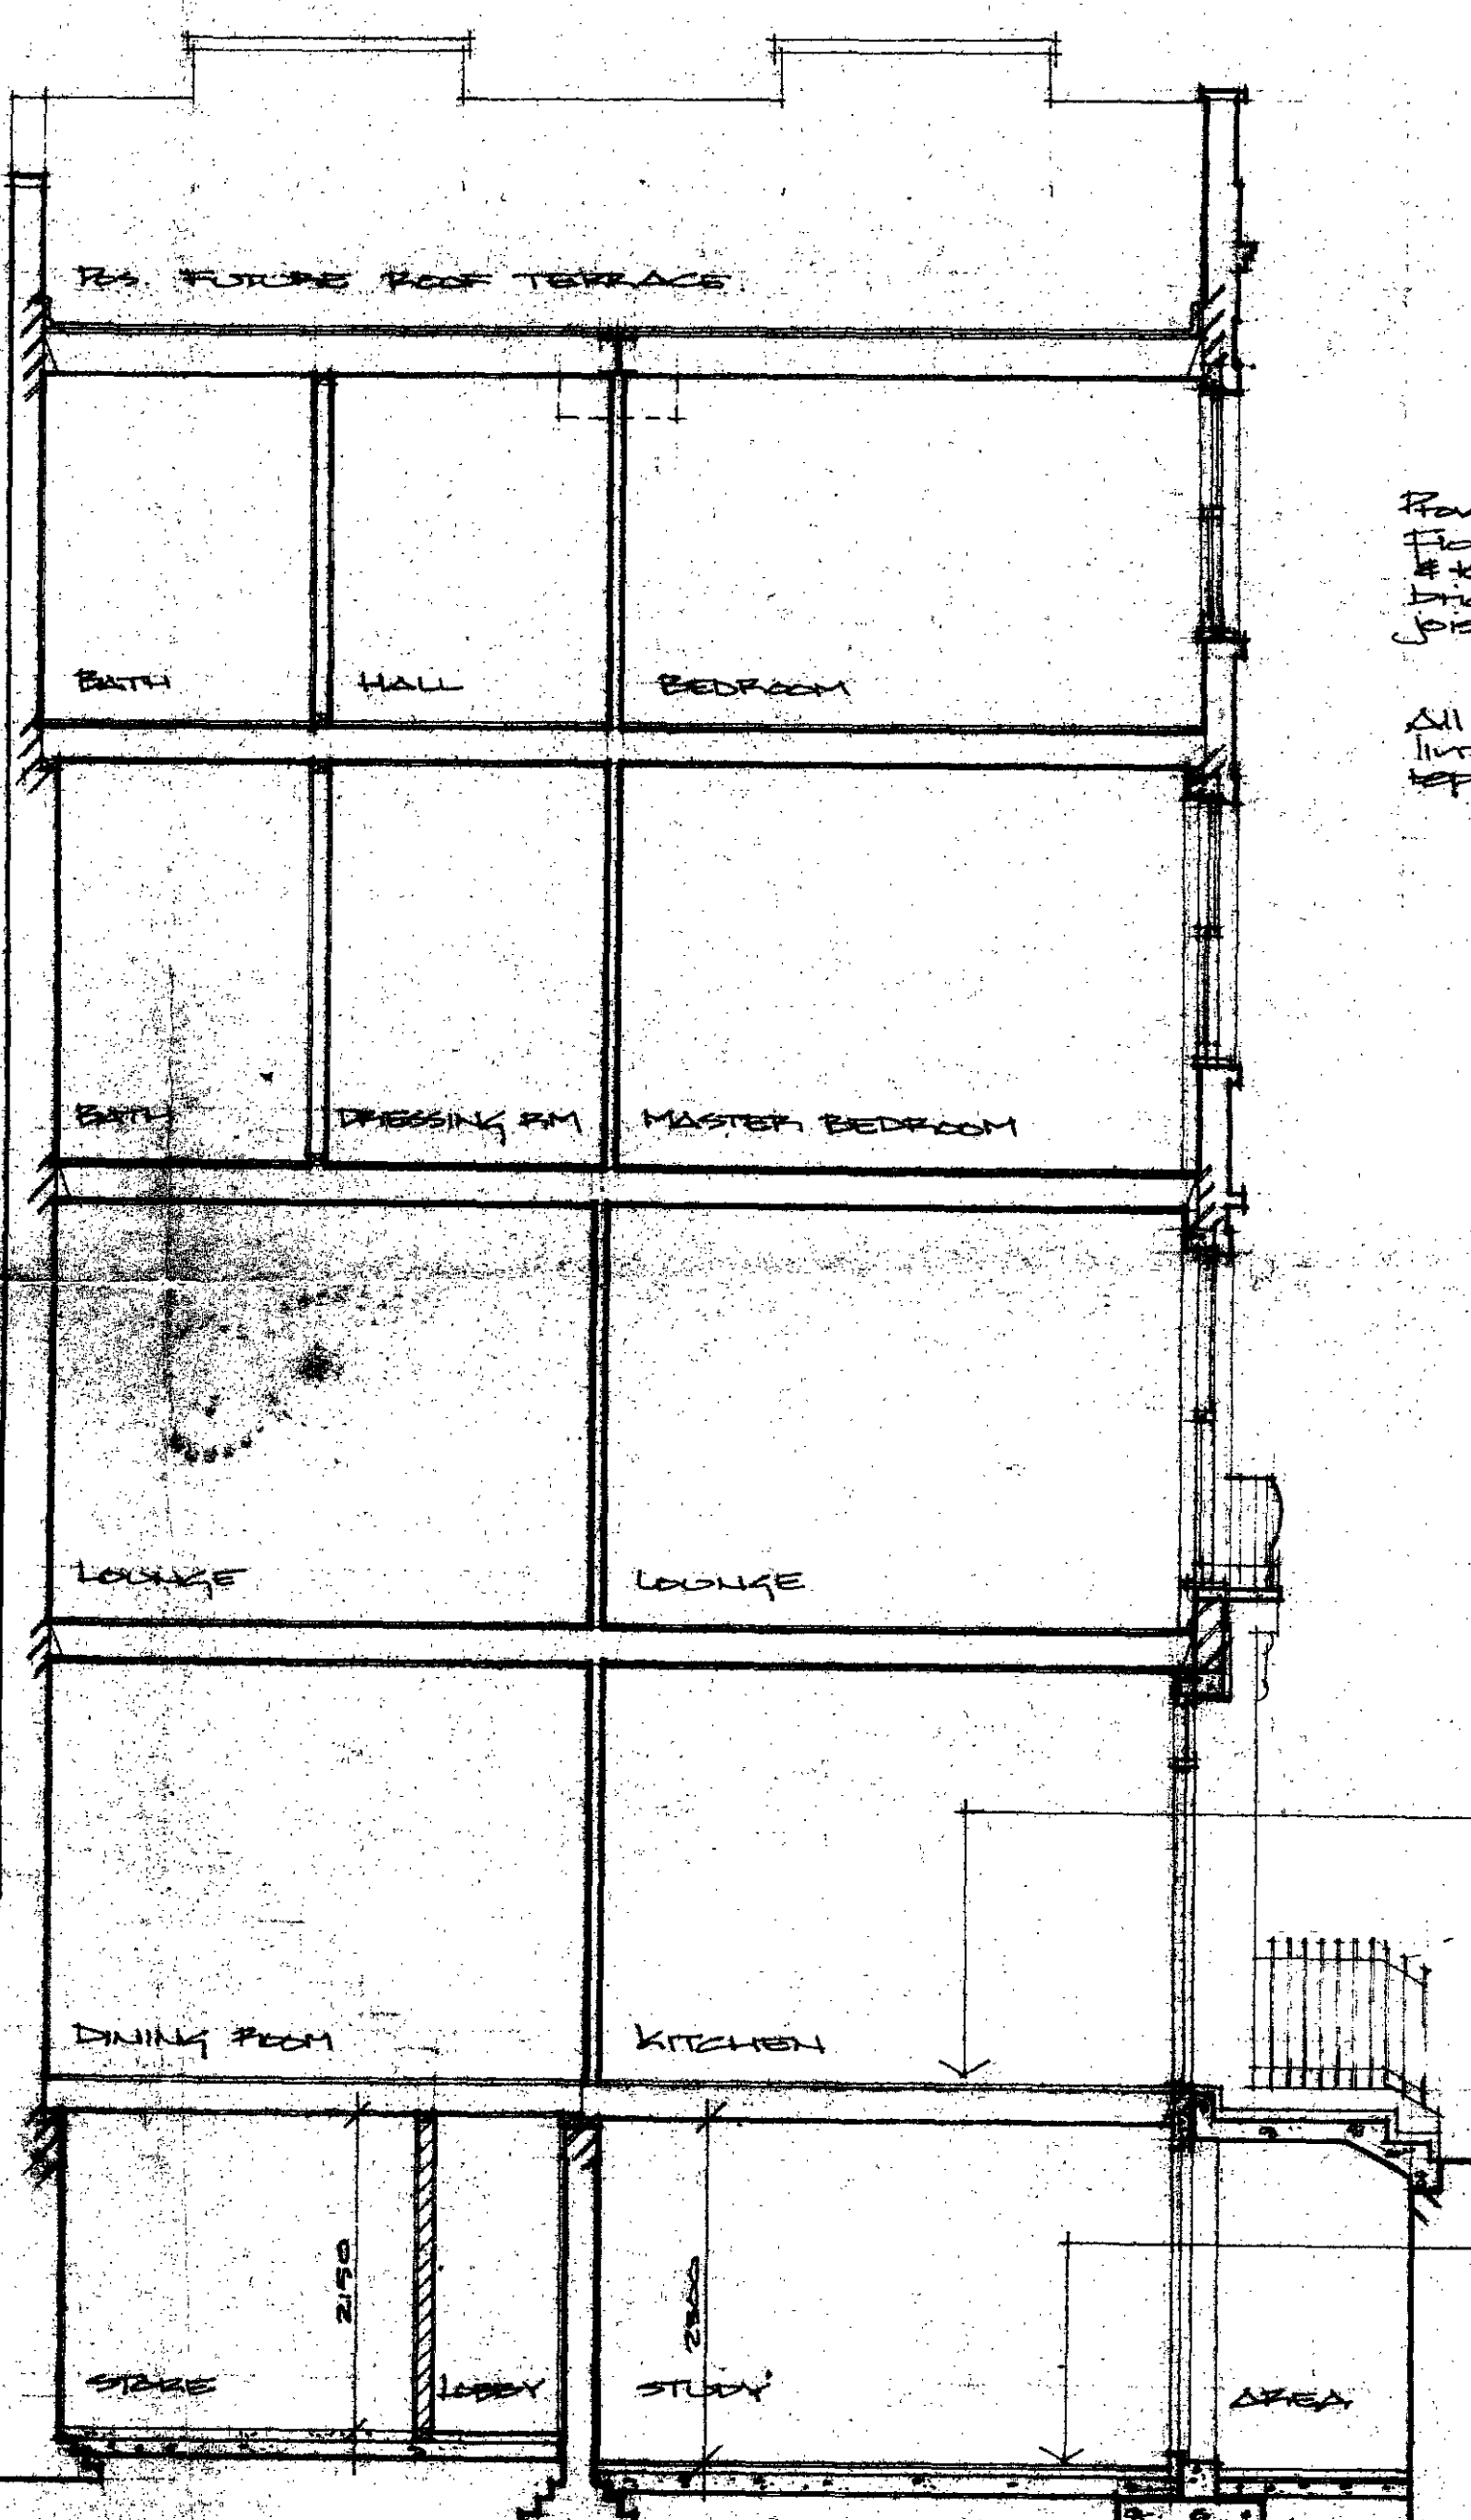 Pos. FUTURE ROOF TERRACE
BATH HALL BEDROOM
All
BATH DRESSING RM MASTER BEDROOM
LOUNGE LOUNGE
DINING ROOM KITCHEN
2150
STORE LOBBY STUDY AREA